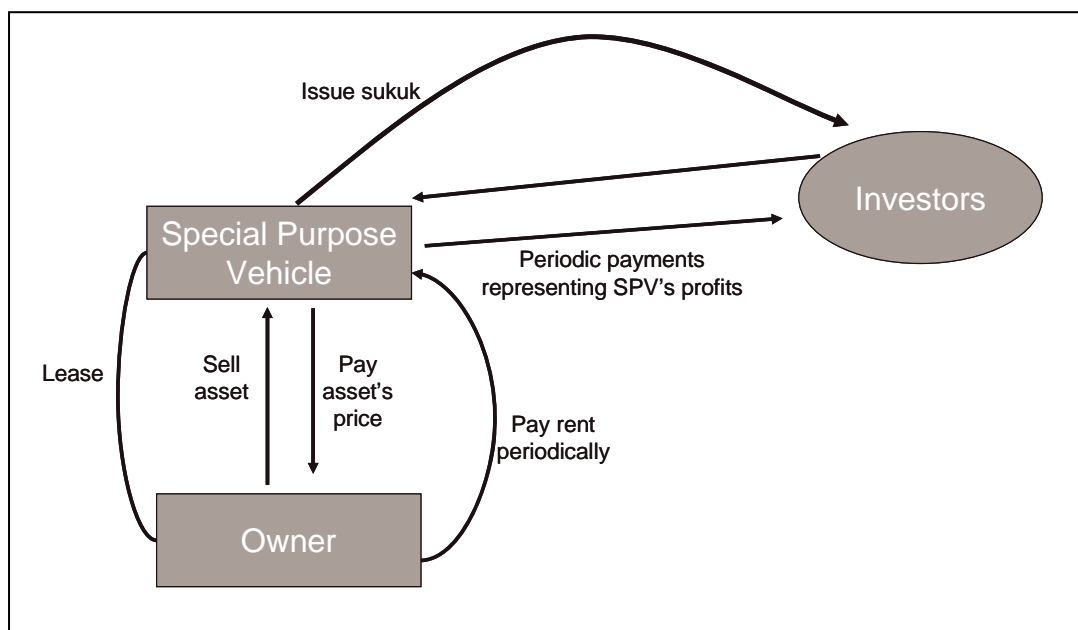 Issue sukuk
Investors
Special Purpose
Vehicle
Periodic payments
representing SPV's profits
Lease
Sell
asset
Pay
asset's
price
Pay rent
periodically
Owner